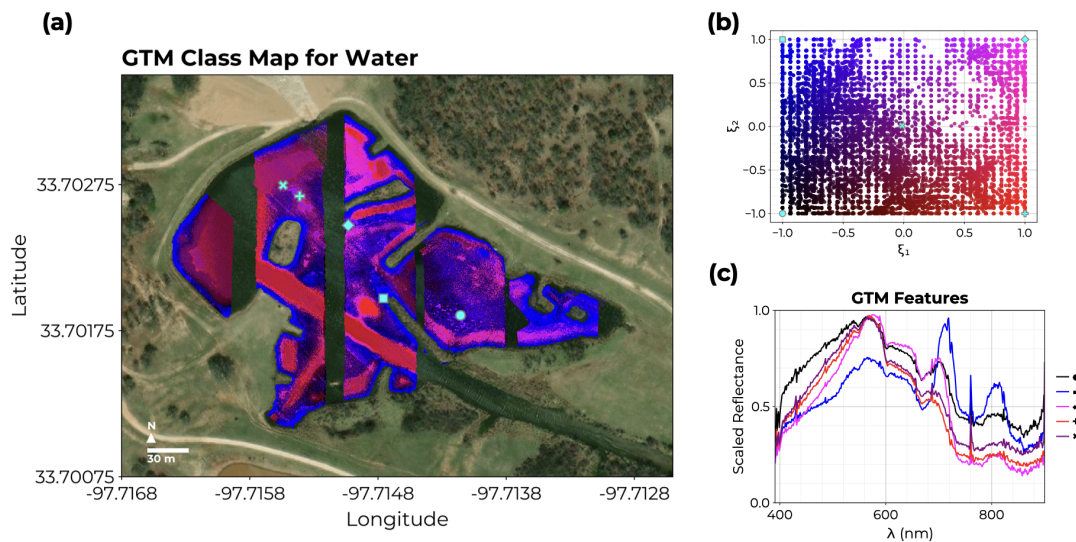 (a)
GTM Class Map for Water
Latitude
33.70275
33.70175
33.70075
N
30 m
-97.7168
-97.7158
-97.7148
-97.7138
-97.7128
Longitude
(b)
ξ₂
1.0
0.5
0.0
−0.5
−1.0
−1.0
−0.5
0.0
0.5
1.0
ξ₁
(c)
GTM Features
Scaled Reflectance
1.0
0.5
0.0
400
600
800
λ (nm)